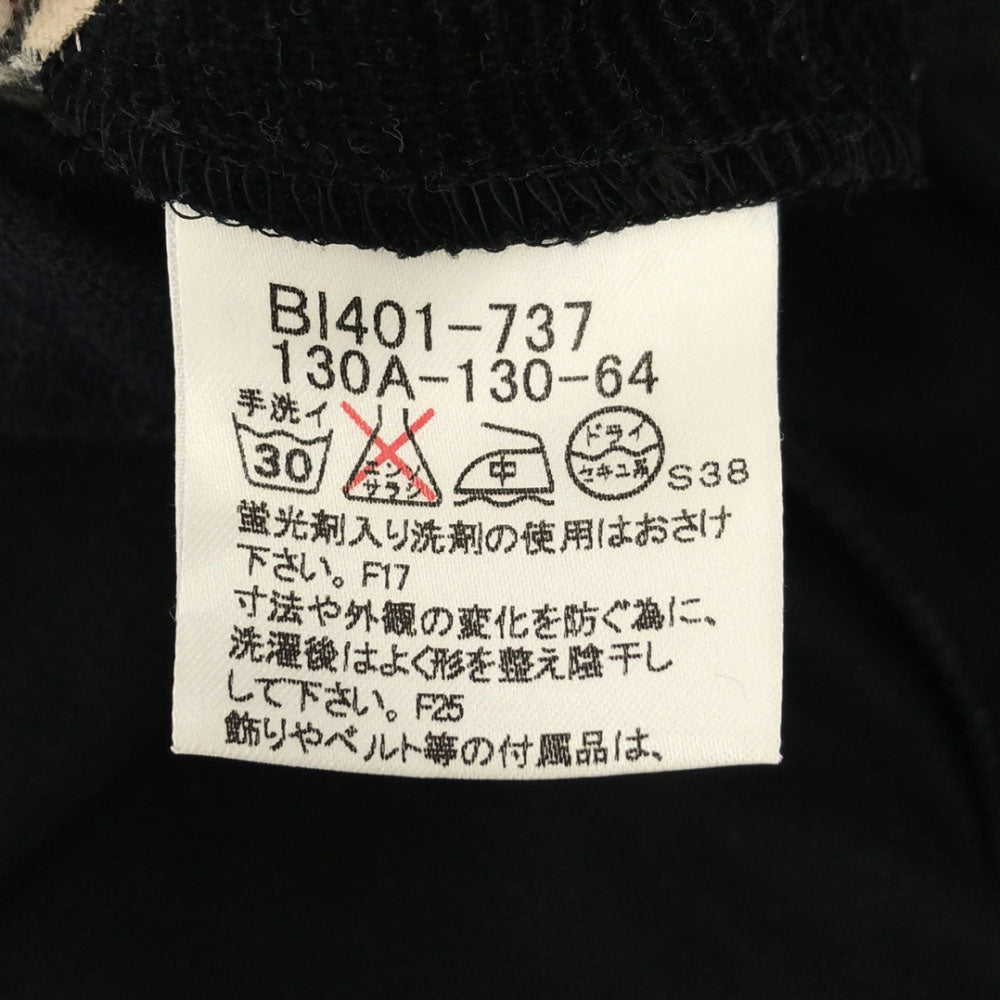 BI401-737
130A-130-64
手洗イ
30
エンソ
サラシ
中
ドライ
セキユ系
S38
蛍光剤入り洗剤の使用はおさけ
下さい。F17
寸法や外観の変化を防ぐ為に、
洗濯後はよく形を整え陰干し
して下さい。F25
飾りやベルト等の付属品は、